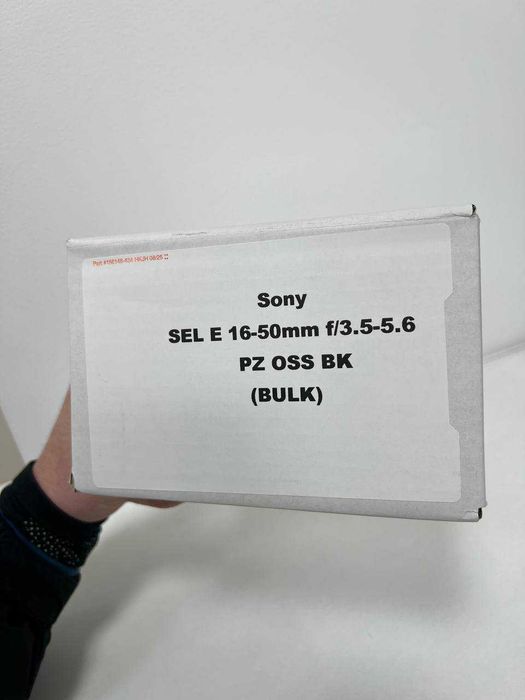 Sony
SEL E 16-50mm f/3.5-5.6
PZ OSS BK
(BULK)